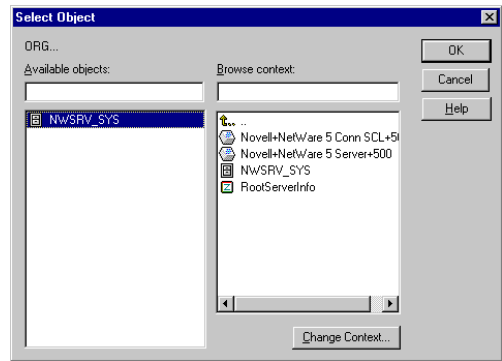 Select Object
ORG...
Available objects:
Browse context:
OK
Cancel
Help
NWSRV_SYS
..
Novell+NetWare 5 Conn SCL+50
Novell+NetWare 5 Server+500
NWSRV_SYS
RootServerInfo
Change Context...